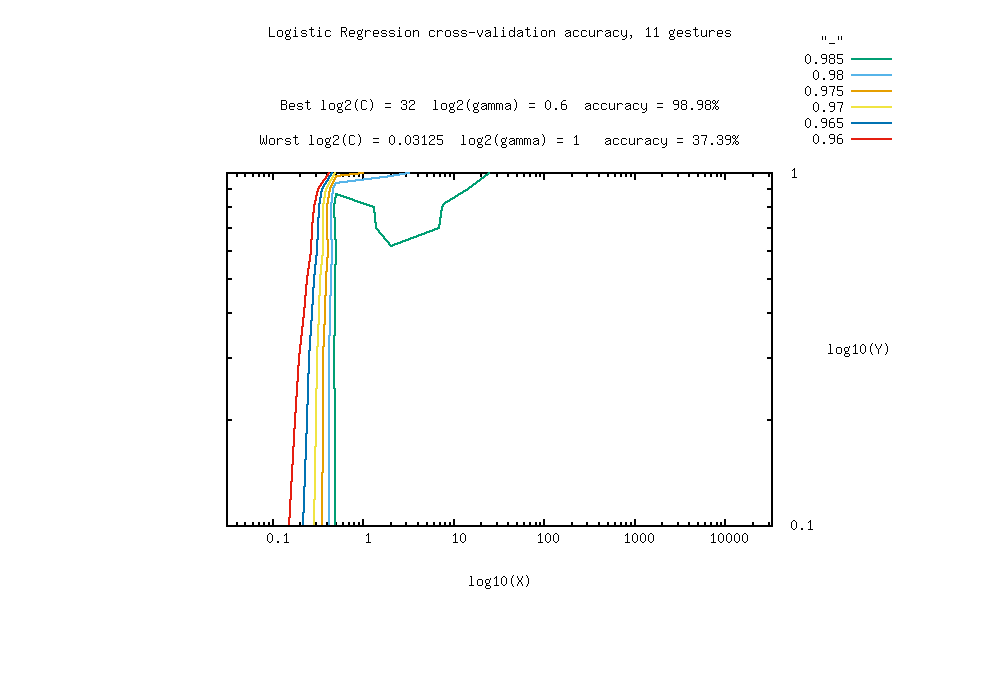 Logistic Regression cross-validation accuracy, 11 gestures
"_"
0.985
0.98
0.975
0.97
0.965
0.96
Best log2(C) = 32  log2(gamma) = 0.6  accuracy = 98.98%
Worst log2(C) = 0.03125  log2(gamma) = 1   accuracy = 37.39%
1
log10(Y)
0.1
0.1 1 10 100 1000 10000
log10(X)